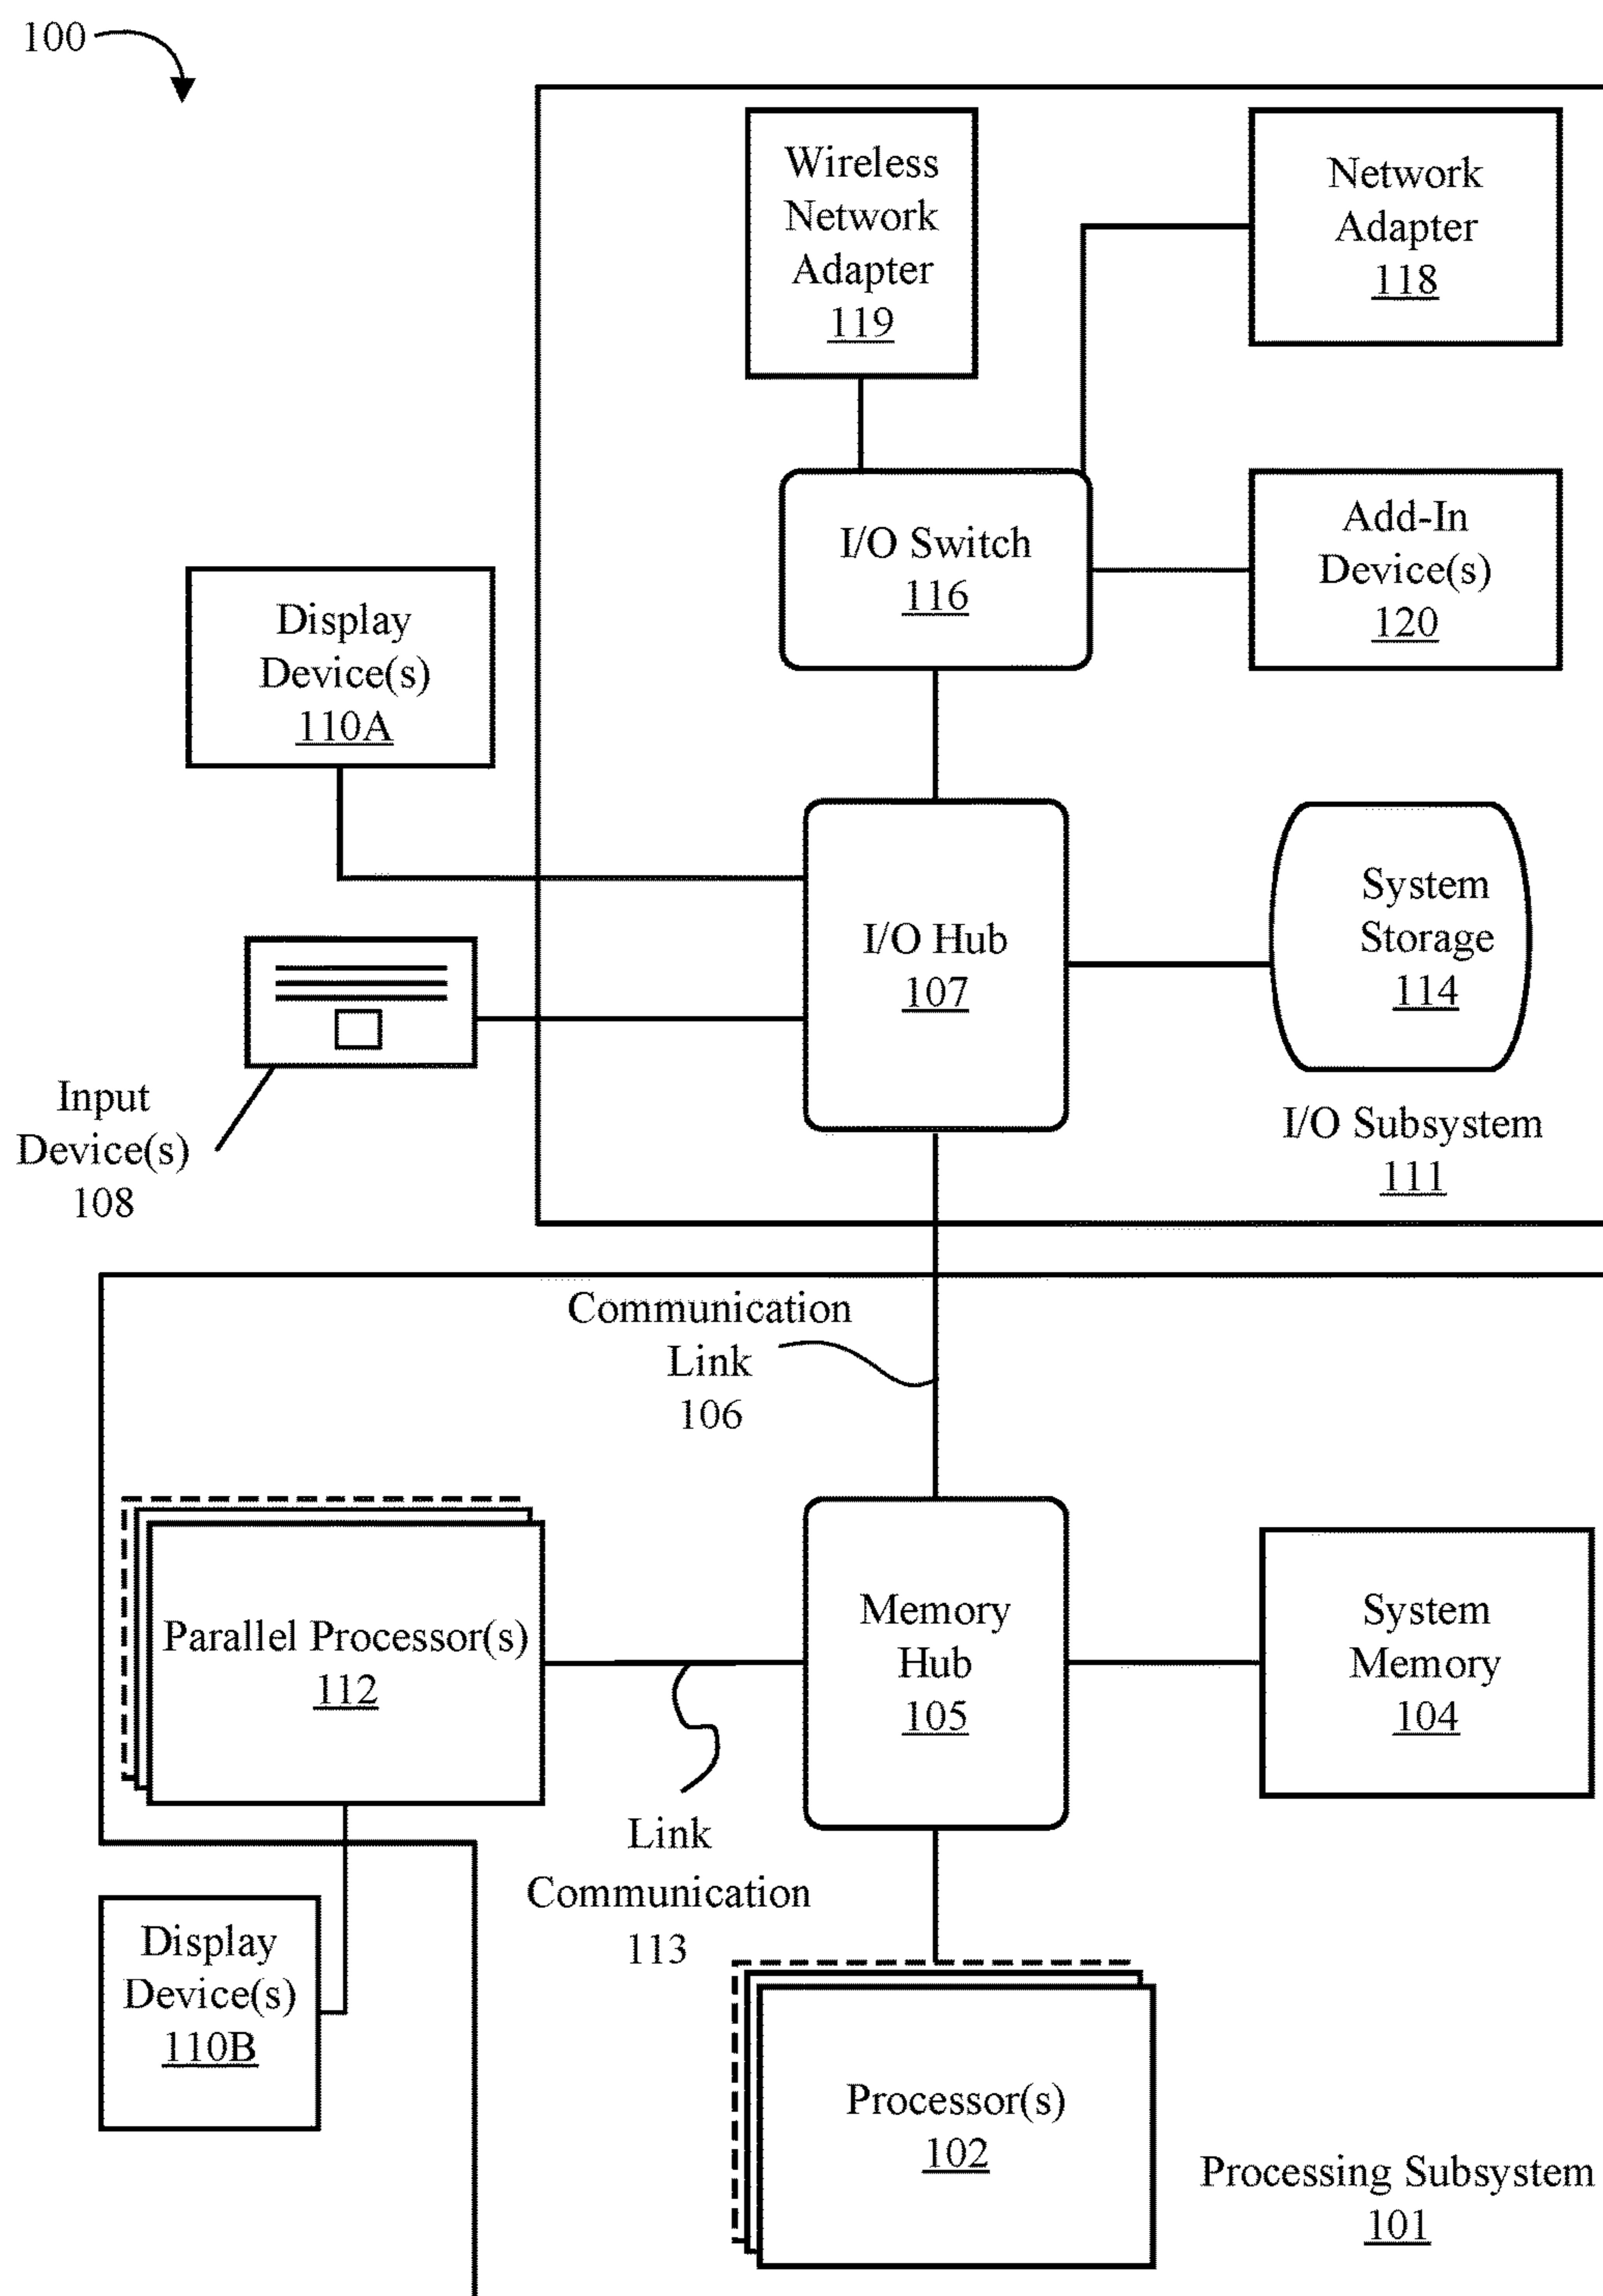 100
Wireless
Network
Adapter
119
Network
Adapter
118
I/O Switch
116
Add-In
Device(s)
120
Display
Device(s)
110A
I/O Hub
107
System
Storage
114
Input
Device(s)
108
I/O Subsystem
111
Communication
Link
106
Parallel Processor(s)
112
Memory
Hub
105
System
Memory
104
Link
Communication
113
Display
Device(s)
110B
Processor(s)
102
Processing Subsystem
101